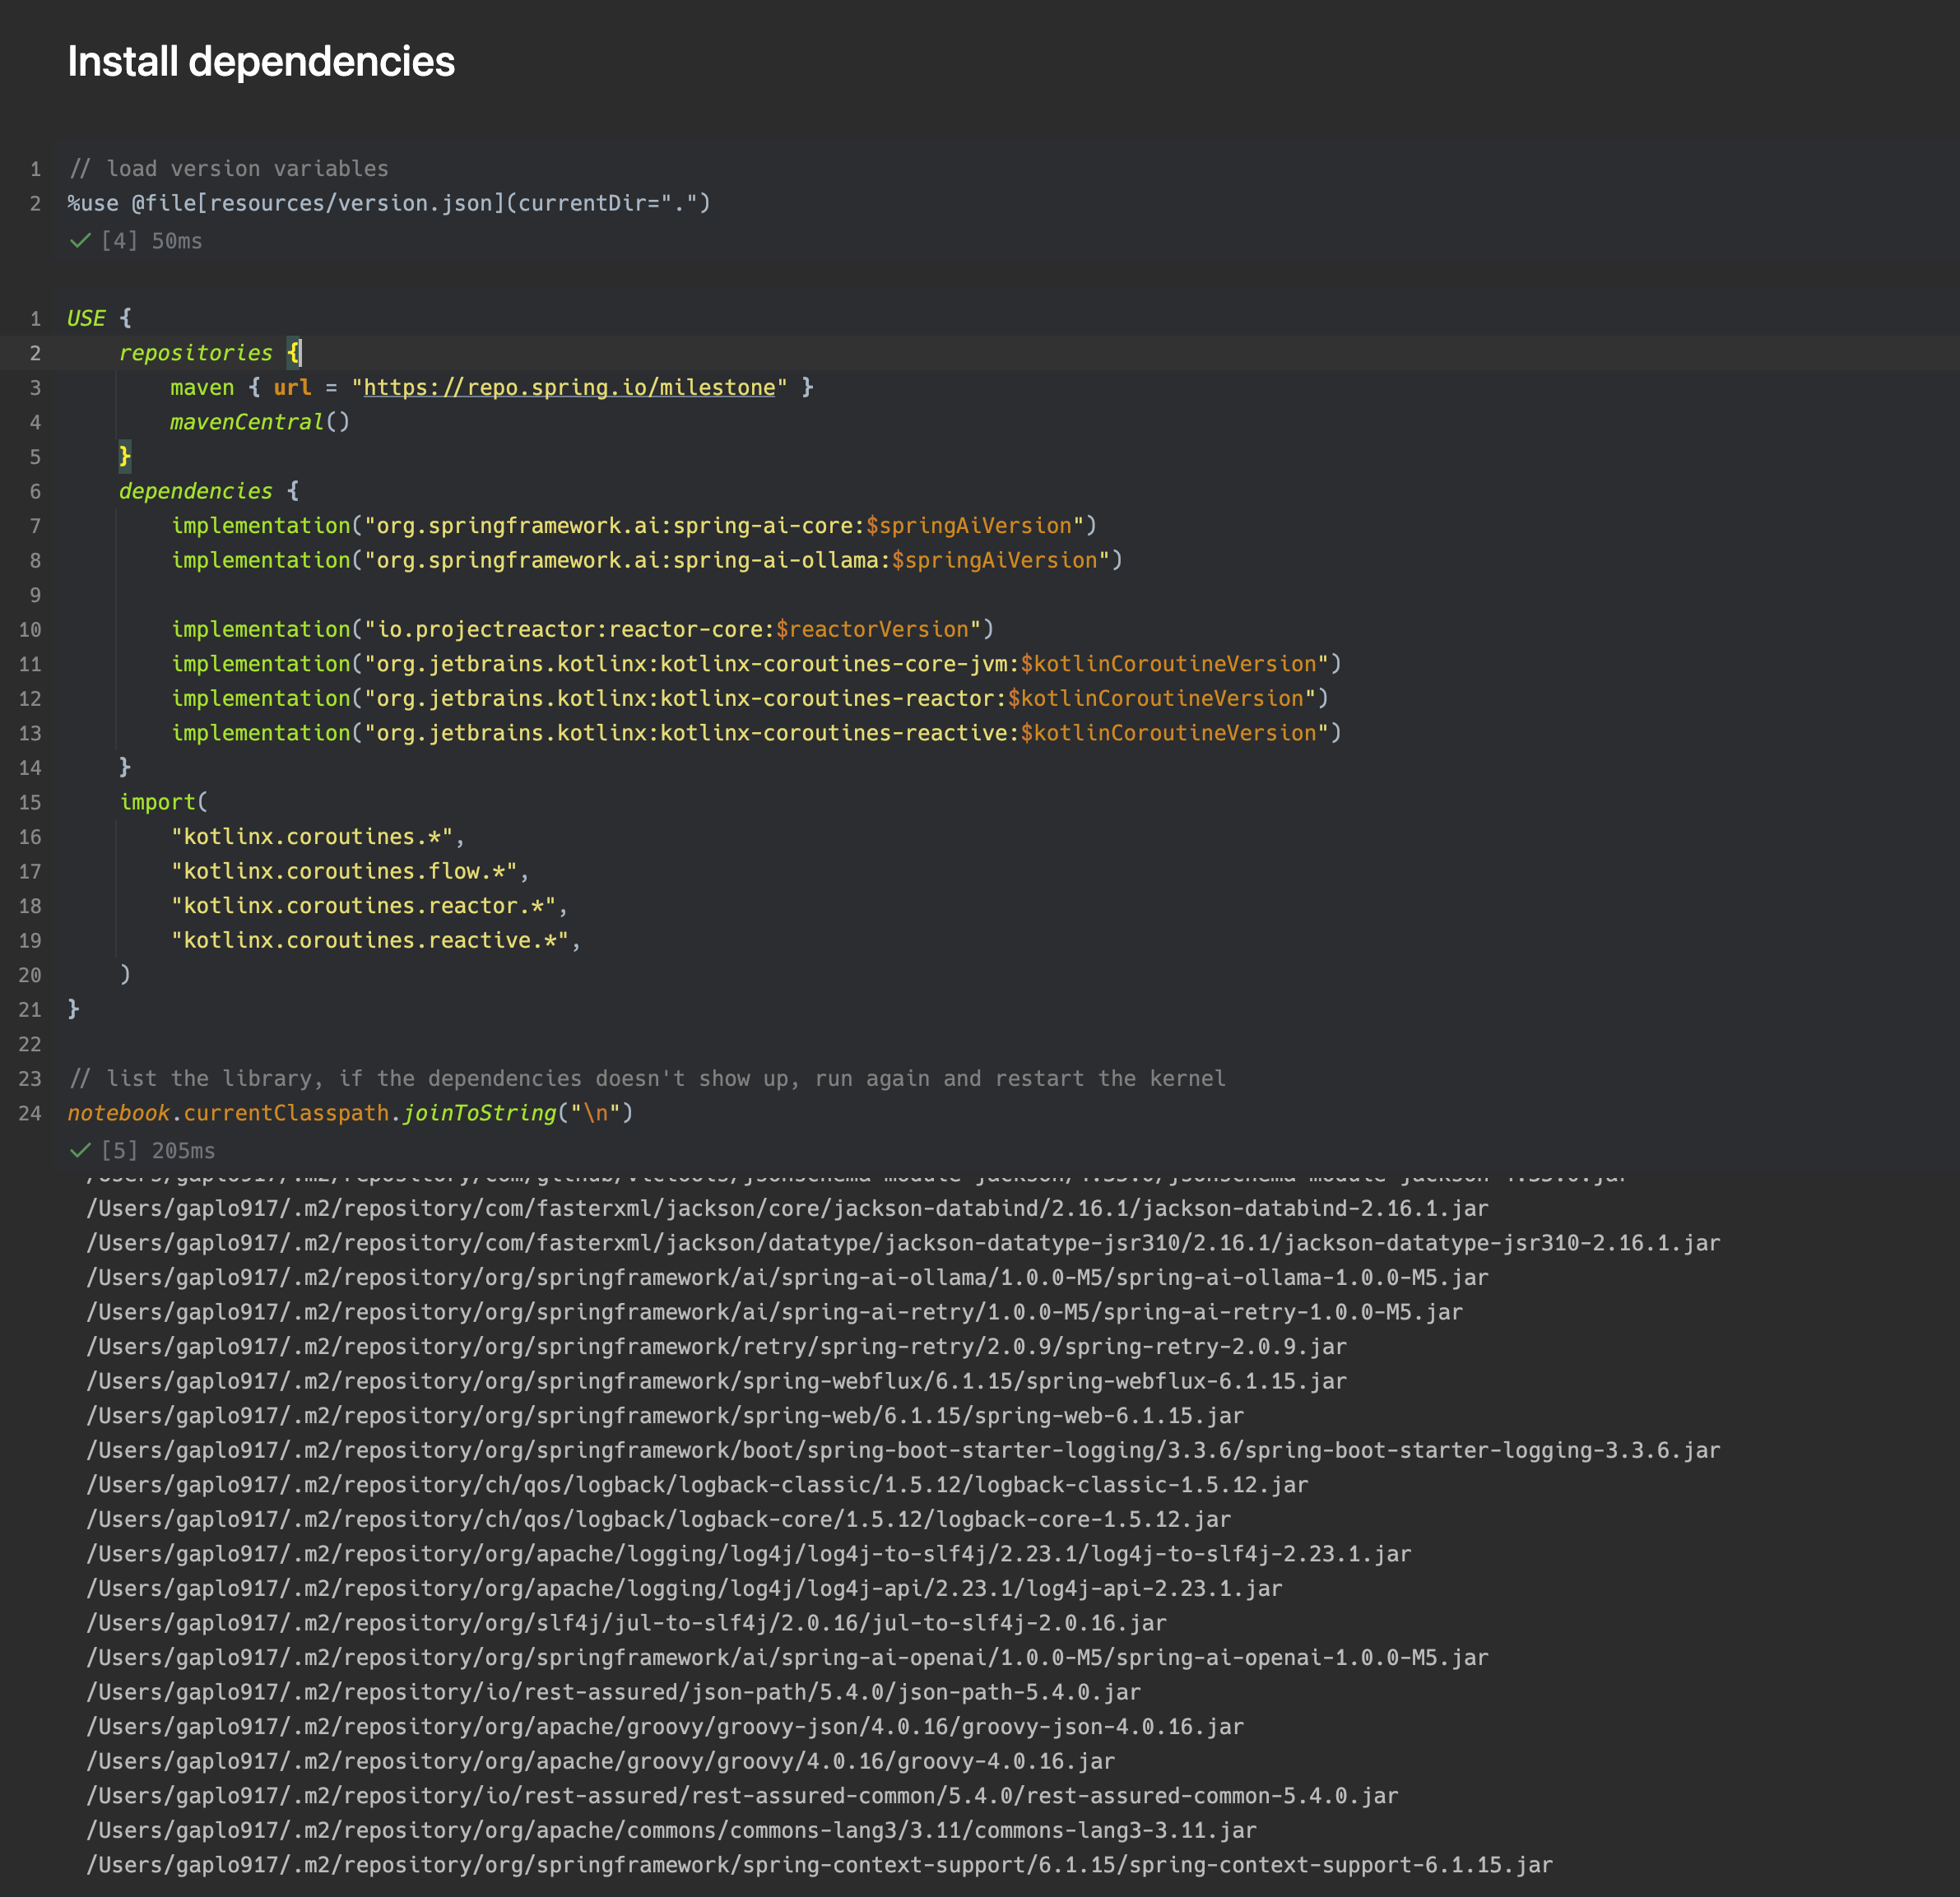 Install dependencies
1 // load version variables
2 %use @file[resources/version.json](currentDir=".")
✓ [4] 50ms
1 USE {
2     repositories {
3         maven { url = "https://repo.spring.io/milestone" }
4         mavenCentral()
5     }
6     dependencies {
7         implementation("org.springframework.ai:spring-ai-core:$springAiVersion")
8         implementation("org.springframework.ai:spring-ai-ollama:$springAiVersion")
9
10         implementation("io.projectreactor:reactor-core:$reactorVersion")
11         implementation("org.jetbrains.kotlinx:kotlinx-coroutines-core-jvm:$kotlinCoroutineVersion")
12         implementation("org.jetbrains.kotlinx:kotlinx-coroutines-reactor:$kotlinCoroutineVersion")
13         implementation("org.jetbrains.kotlinx:kotlinx-coroutines-reactive:$kotlinCoroutineVersion")
14     }
15     import(
16         "kotlinx.coroutines.*",
17         "kotlinx.coroutines.flow.*",
18         "kotlinx.coroutines.reactor.*",
19         "kotlinx.coroutines.reactive.*",
20     )
21 }
22
23 // list the library, if the dependencies doesn't show up, run again and restart the kernel
24 notebook.currentClasspath.joinToString("\n")
✓ [5] 205ms
/Users/gaplo917/.m2/repository/com/fasterxml/jackson/core/jackson-databind/2.16.1/jackson-databind-2.16.1.jar
/Users/gaplo917/.m2/repository/com/fasterxml/jackson/datatype/jackson-datatype-jsr310/2.16.1/jackson-datatype-jsr310-2.16.1.jar
/Users/gaplo917/.m2/repository/org/springframework/ai/spring-ai-ollama/1.0.0-M5/spring-ai-ollama-1.0.0-M5.jar
/Users/gaplo917/.m2/repository/org/springframework/ai/spring-ai-retry/1.0.0-M5/spring-ai-retry-1.0.0-M5.jar
/Users/gaplo917/.m2/repository/org/springframework/retry/spring-retry/2.0.9/spring-retry-2.0.9.jar
/Users/gaplo917/.m2/repository/org/springframework/spring-webflux/6.1.15/spring-webflux-6.1.15.jar
/Users/gaplo917/.m2/repository/org/springframework/spring-web/6.1.15/spring-web-6.1.15.jar
/Users/gaplo917/.m2/repository/org/springframework/boot/spring-boot-starter-logging/3.3.6/spring-boot-starter-logging-3.3.6.jar
/Users/gaplo917/.m2/repository/ch/qos/logback/logback-classic/1.5.12/logback-classic-1.5.12.jar
/Users/gaplo917/.m2/repository/ch/qos/logback/logback-core/1.5.12/logback-core-1.5.12.jar
/Users/gaplo917/.m2/repository/org/apache/logging/log4j/log4j-to-slf4j/2.23.1/log4j-to-slf4j-2.23.1.jar
/Users/gaplo917/.m2/repository/org/apache/logging/log4j/log4j-api/2.23.1/log4j-api-2.23.1.jar
/Users/gaplo917/.m2/repository/org/slf4j/jul-to-slf4j/2.0.16/jul-to-slf4j-2.0.16.jar
/Users/gaplo917/.m2/repository/org/springframework/ai/spring-ai-openai/1.0.0-M5/spring-ai-openai-1.0.0-M5.jar
/Users/gaplo917/.m2/repository/io/rest-assured/json-path/5.4.0/json-path-5.4.0.jar
/Users/gaplo917/.m2/repository/org/apache/groovy/groovy-json/4.0.16/groovy-json-4.0.16.jar
/Users/gaplo917/.m2/repository/org/apache/groovy/groovy/4.0.16/groovy-4.0.16.jar
/Users/gaplo917/.m2/repository/io/rest-assured/rest-assured-common/5.4.0/rest-assured-common-5.4.0.jar
/Users/gaplo917/.m2/repository/org/apache/commons/commons-lang3/3.11/commons-lang3-3.11.jar
/Users/gaplo917/.m2/repository/org/springframework/spring-context-support/6.1.15/spring-context-support-6.1.15.jar